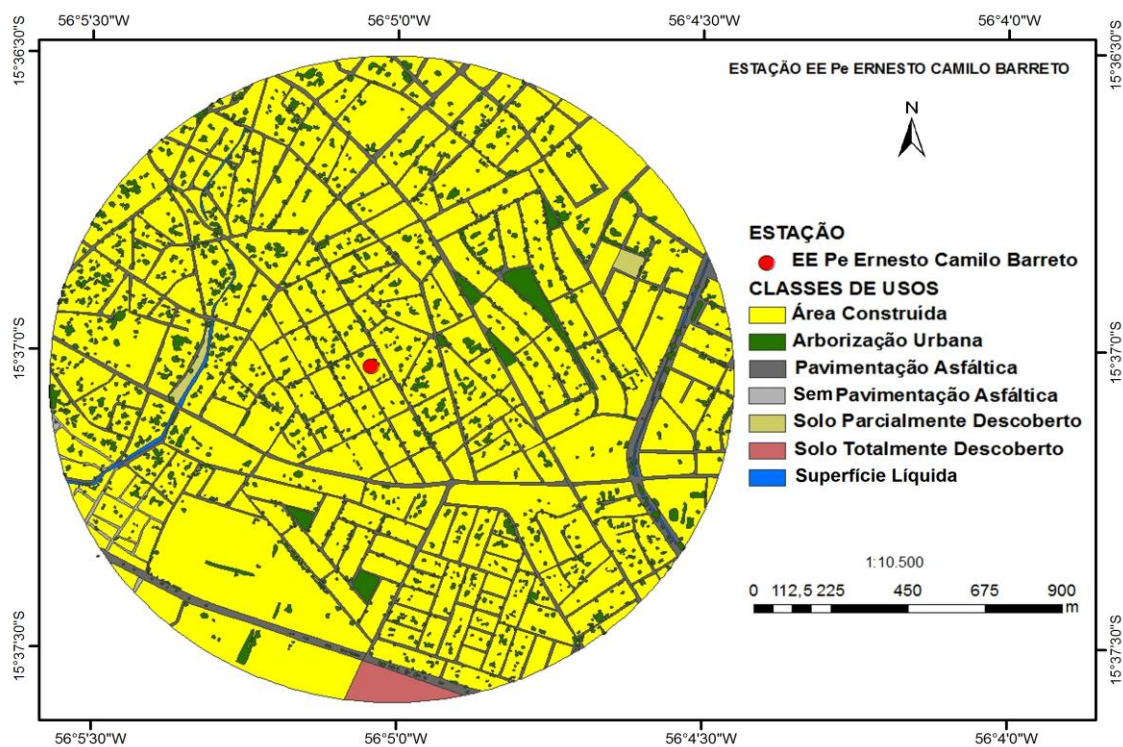 56°5'30"W 56°5'0"W 56°4'30"W 56°4'0"W
15°36'30"S
15°36'30"S
ESTAÇÃO EE Pe ERNESTO CAMILO BARRETO
N
ESTAÇÃO
EE Pe Ernesto Camilo Barreto
CLASSES DE USOS
Área Construída
Arborização Urbana
15°37'0"S
15°37'0"S
Pavimentação Asfáltica
Sem Pavimentação Asfáltica
Solo Parcialmente Descoberto
Solo Totalmente Descoberto
Superfície Líquida
1:10.500
0 112,5 225 450 675 900
m
15°37'30"S
15°37'30"S
56°5'30"W 56°5'0"W 56°4'30"W 56°4'0"W